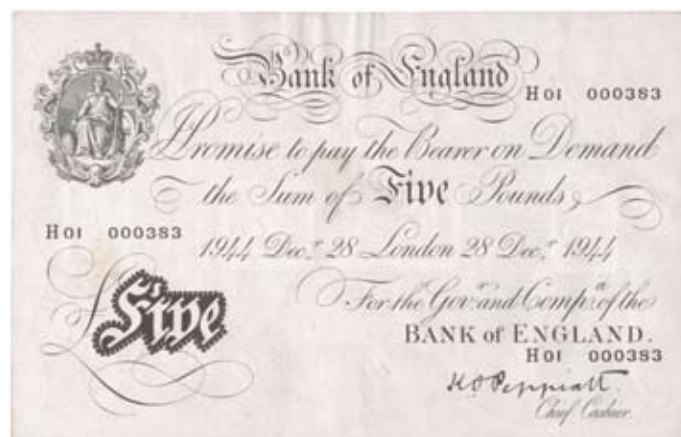 Bank of England
H01 000383
I Promise to pay the Bearer on Demand
the Sum of Five Pounds
H01 000383
1944 Decr 28 London 28 Decr 1944
For the Govr and Compa of the
BANK of ENGLAND.
H01 000383
Five
K O Peppiatt.
Chief Cashier.